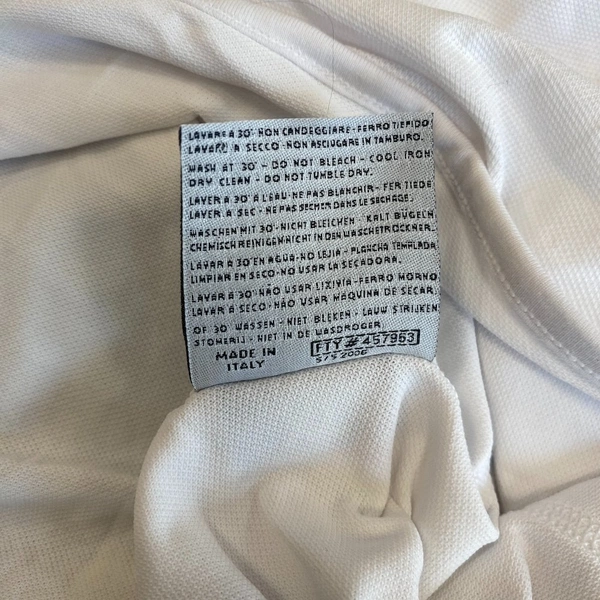 LAVARE A 30° NON CANDEGGIARE-FERRO TIEPIDO
LAVARE A SECCO-NON ASCIUGARE IN TAMBURO.
WASH AT 30° - DO NOT BLEACH - COOL IRON
DRY CLEAN - DO NOT TUMBLE DRY.
LAVER A 30° A L'EAU-NE PAS BLANCHIR - FER TIEDE
LAVER A SEC - NE PAS SECHER DANS LE SECHAGE.
WASCHEN MIT 30°-NICHT BLEICHEN - KALT BÜGELN
CHEMISCH REINIGEN-NICHT IN DEN WASCHETROCKNER.
LAVAR A 30° EN AGUA-NO LEJIA - PLANCHA TEMPLADA
LIMPIAR EN SECO-NO USAR LA SECADORA.
LAVAR A 30° NÃO USAR LIXIVIA-FERRO MORNO
LAVAR A SECO-NÃO USAR MAQUINA DE SECAR
OF 30° WASSEN - NIET BLEKEN - LAUW STRIJKEN
STOMERIJ - NIET IN DE WASDROGER
MADE IN ITALY
FTY # 457953
S/S 2006